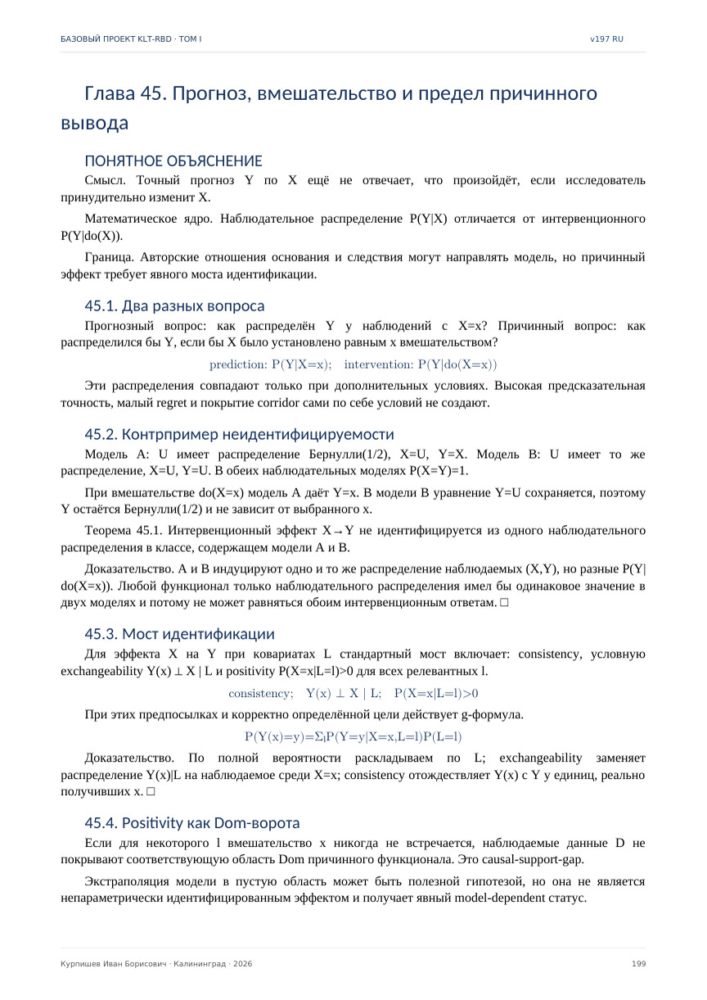 БАЗОВЫЙ ПРОЕКТ KLT-RBD · ТОМ I
v197 RU
Глава 45. Прогноз, вмешательство и предел причинного
вывода
ПОНЯТНОЕ ОБЪЯСНЕНИЕ
Смысл. Точный прогноз Y по X ещё не отвечает, что произойдёт, если исследователь
принудительно изменит X.
Математическое ядро. Наблюдательное распределение P(Y|X) отличается от интервенционного
P(Y|do(X)).
Граница. Авторские отношения основания и следствия могут направлять модель, но причинный
эффект требует явного моста идентификации.
45.1. Два разных вопроса
Прогнозный вопрос: как распределён Y у наблюдений с X=x? Причинный вопрос: как
распределился бы Y, если бы X было установлено равным x вмешательством?
prediction: P(Y|X=x); intervention: P(Y|do(X=x))
Эти распределения совпадают только при дополнительных условиях. Высокая предсказательная
точность, малый regret и покрытие corridor сами по себе условий не создают.
45.2. Контрпример неидентифицируемости
Модель A: U имеет распределение Бернулли(1/2), X=U, Y=X. Модель B: U имеет то же
распределение, X=U, Y=U. В обеих наблюдательных моделях P(X=Y)=1.
При вмешательстве do(X=x) модель A даёт Y=x. В модели B уравнение Y=U сохраняется, поэтому
Y остаётся Бернулли(1/2) и не зависит от выбранного x.
Теорема 45.1. Интервенционный эффект X→Y не идентифицируется из одного наблюдательного
распределения в классе, содержащем модели A и B.
Доказательство. A и B индуцируют одно и то же распределение наблюдаемых (X,Y), но разные P(Y|
do(X=x)). Любой функционал только наблюдательного распределения имел бы одинаковое значение в
двух моделях и потому не может равняться обоим интервенционным ответам. □
45.3. Мост идентификации
Для эффекта X на Y при ковариатах L стандартный мост включает: consistency, условную
exchangeability Y(x) ⊥ X | L и positivity P(X=x|L=l)>0 для всех релевантных l.
consistency; Y(x) ⊥ X | L; P(X=x|L=l)>0
При этих предпосылках и корректно определённой цели действует g-формула.
P(Y(x)=y)=ΣₗP(Y=y|X=x,L=l)P(L=l)
Доказательство. По полной вероятности раскладываем по L; exchangeability заменяет
распределение Y(x)|L на наблюдаемое среди X=x; consistency отождествляет Y(x) с Y у единиц, реально
получивших x. □
45.4. Positivity как Dom-ворота
Если для некоторого l вмешательство x никогда не встречается, наблюдаемые данные D не
покрывают соответствующую область Dom причинного функционала. Это causal-support-gap.
Экстраполяция модели в пустую область может быть полезной гипотезой, но она не является
непараметрически идентифицированным эффектом и получает явный model-dependent статус.
Курпишев Иван Борисович · Калининград · 2026
199